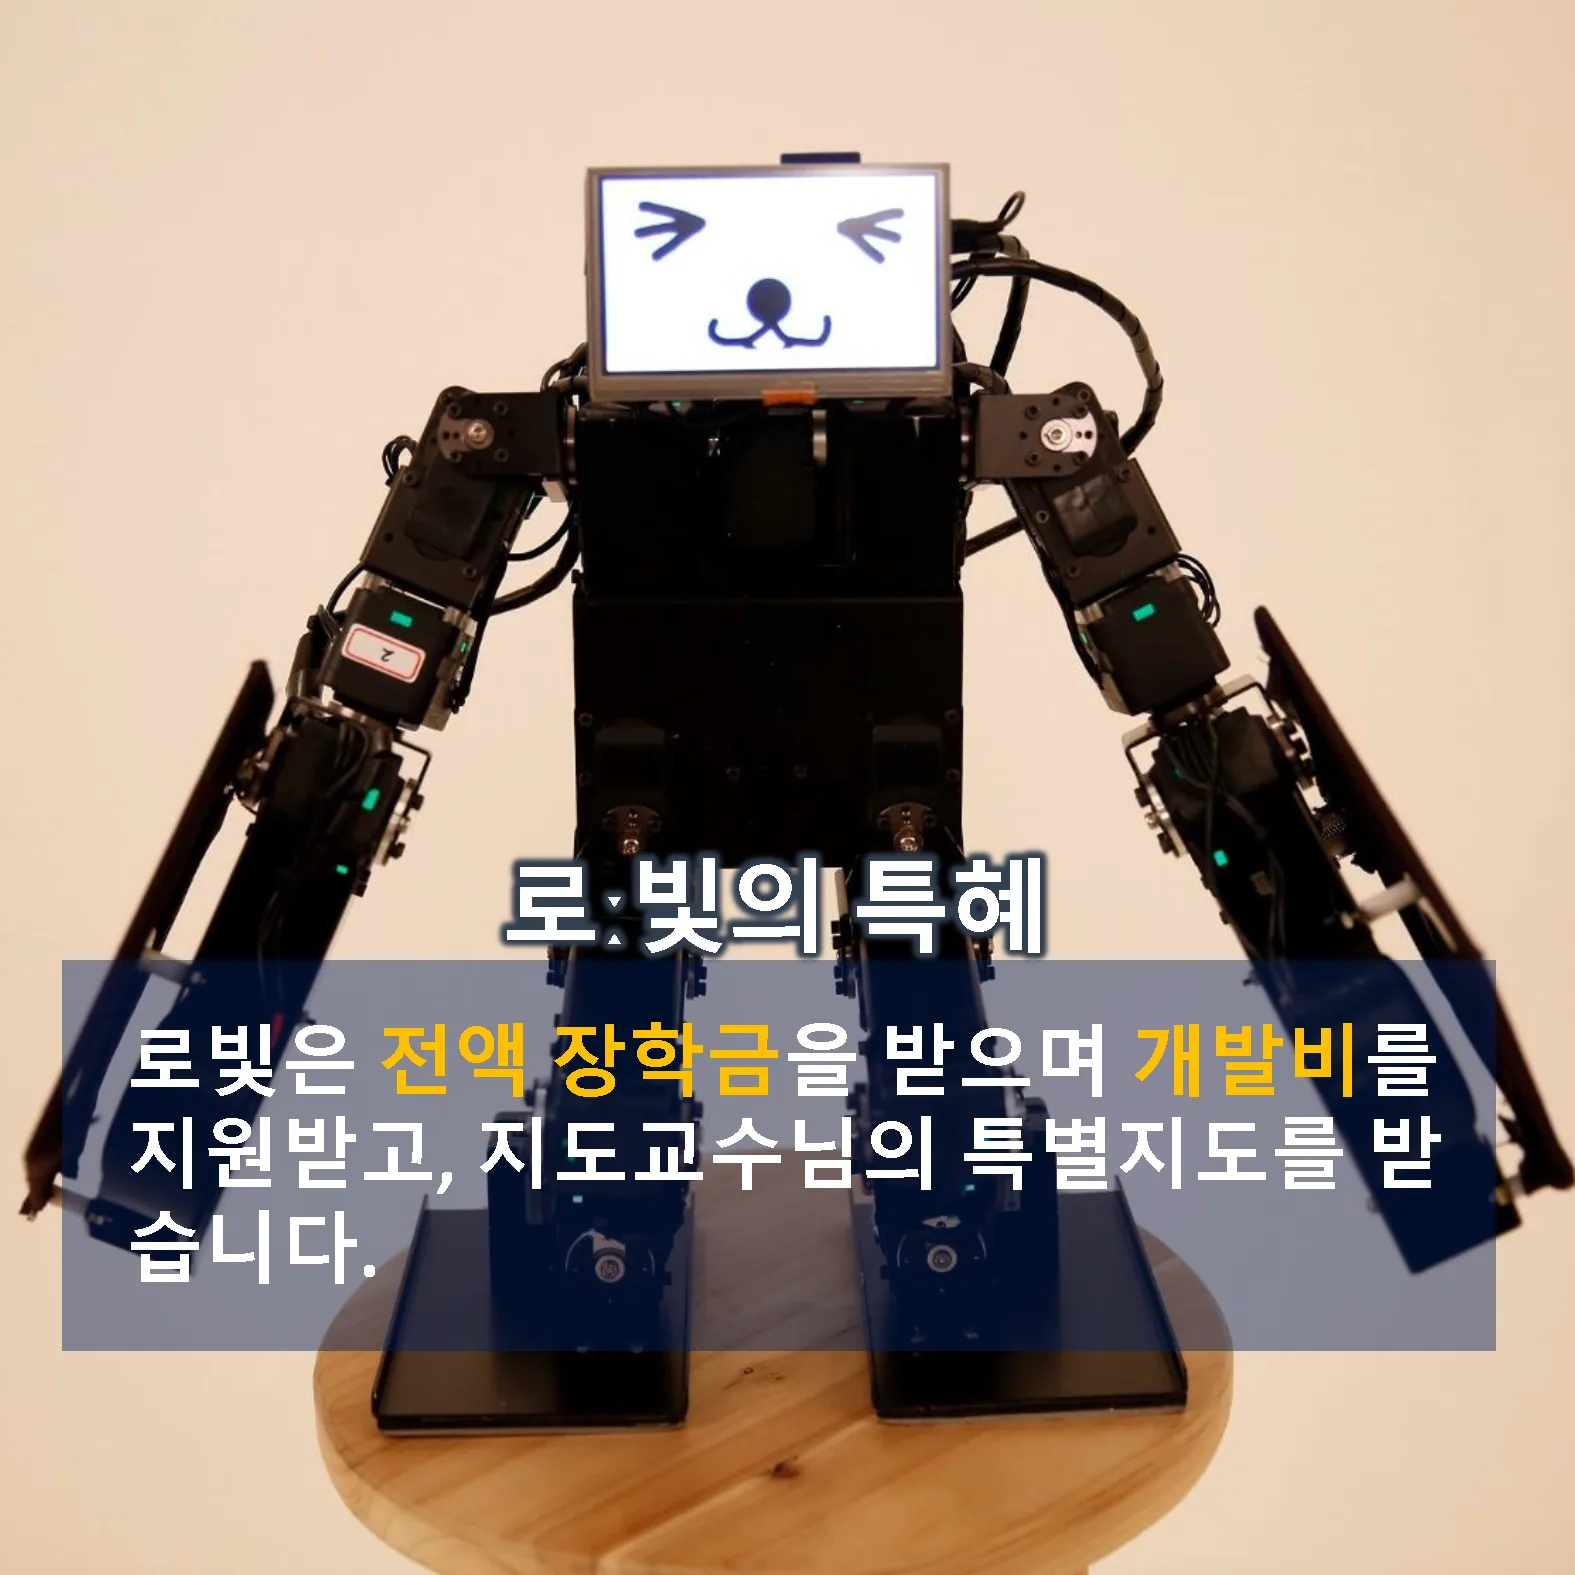 로:빛의 특혜
로빛은 전액 장학금을 받으며 개발비를
지원받고, 지도교수님의 특별지도를 받
습니다.
2